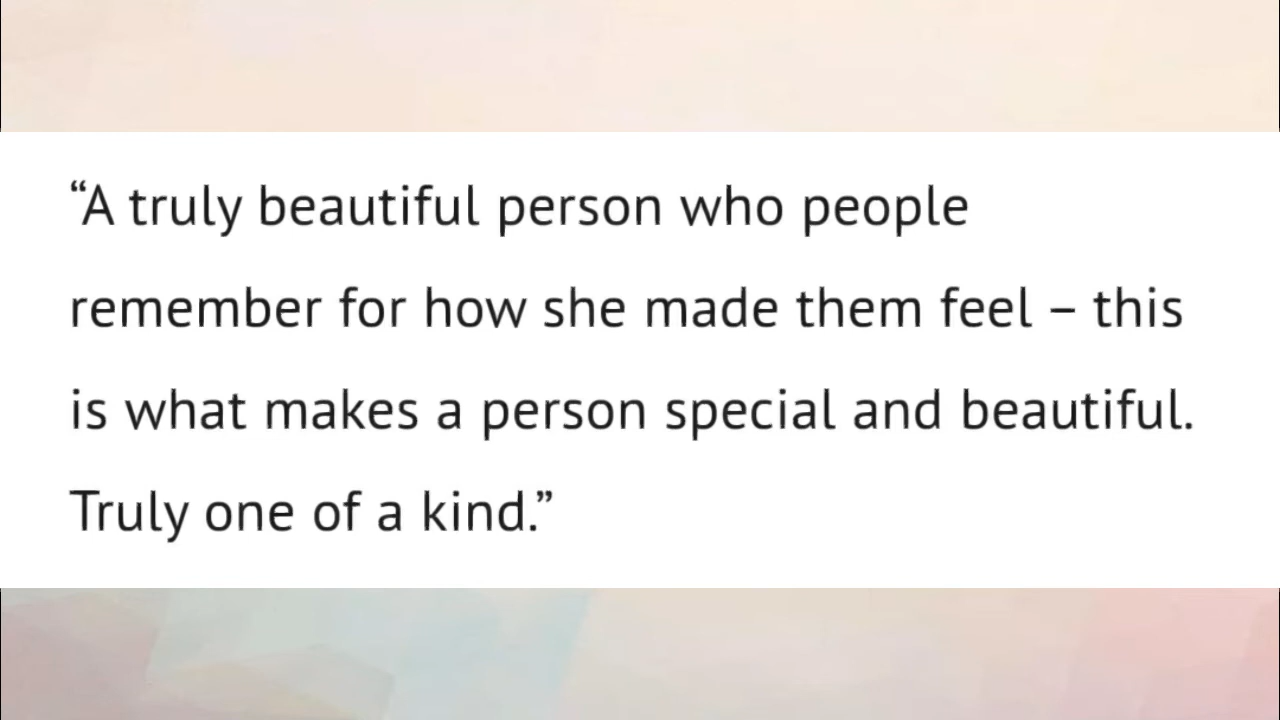 “A truly beautiful person who people
remember for how she made them feel – this
is what makes a person special and beautiful.
Truly one of a kind.”